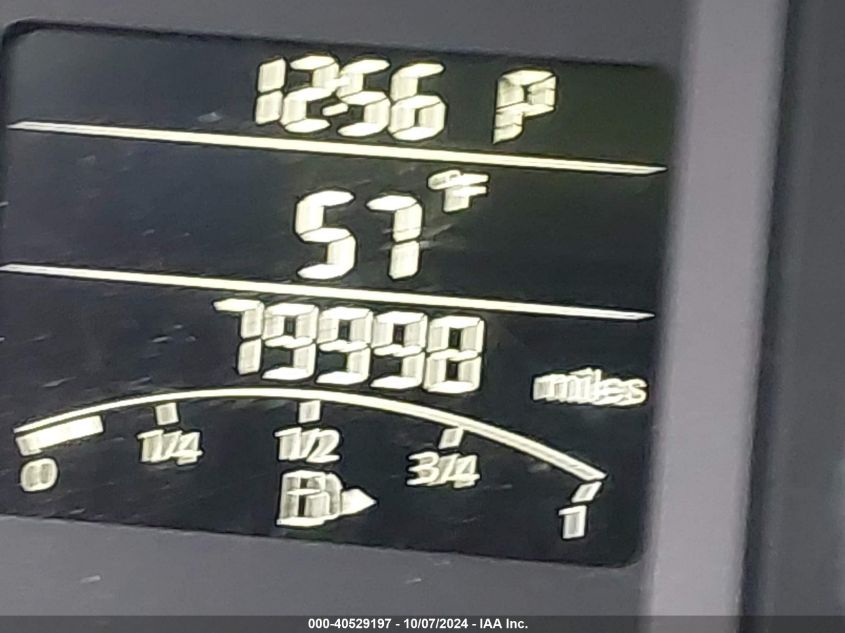 12:56 P
57 °F
79998 miles
0 1/4 1/2 3/4 1
000-40529197 - 10/07/2024 - IAA Inc.